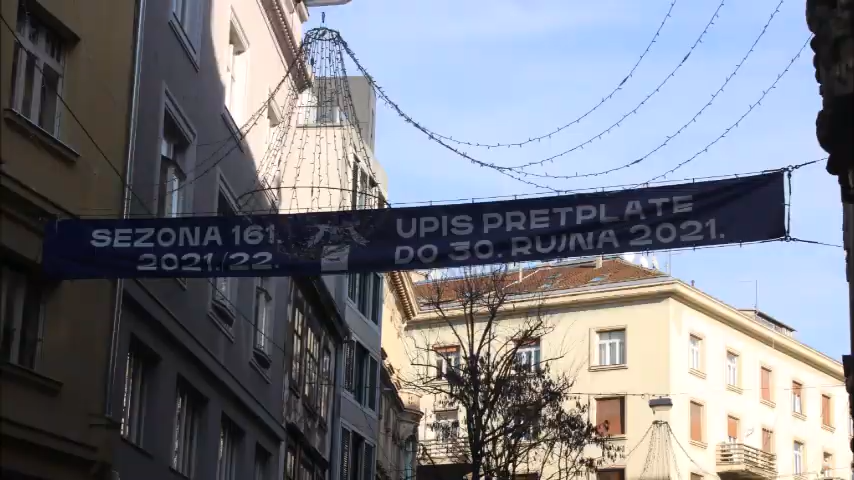 SEZONA 161.
2021./22.
UPIS PRETPLATE
DO 30. RUJNA 2021.